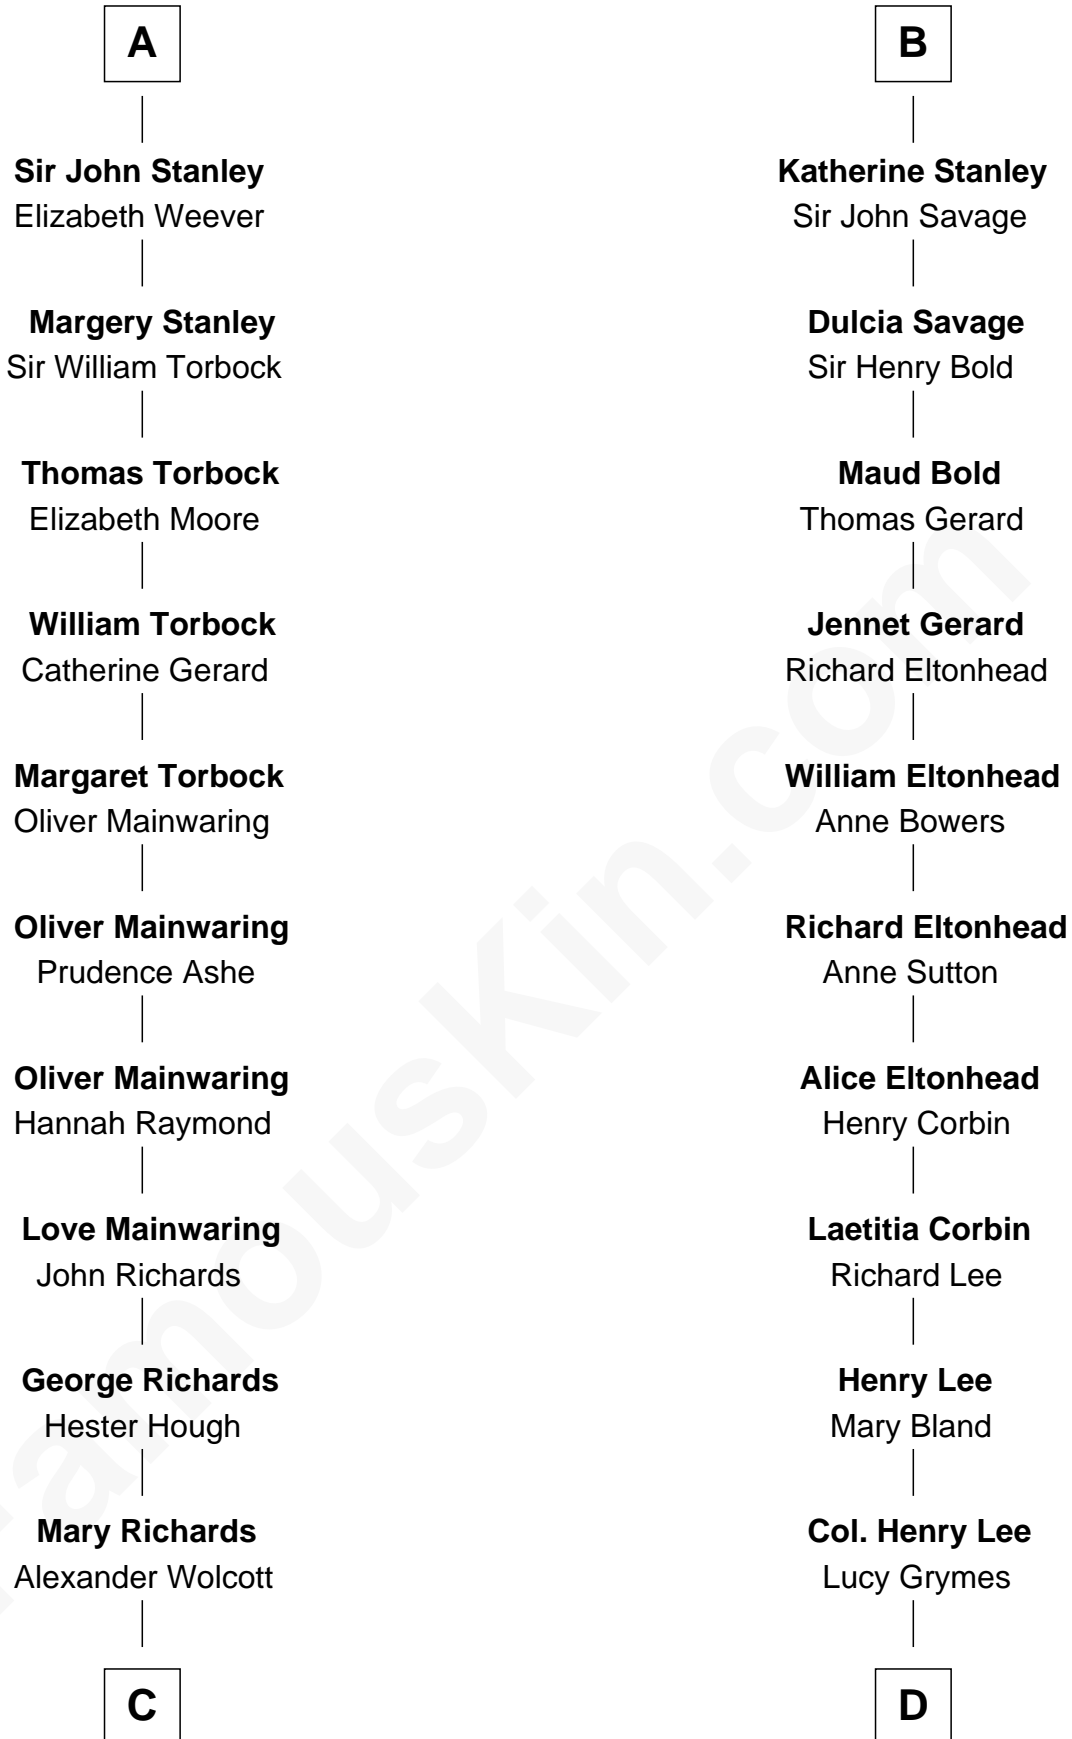 A
Sir John Stanley
Elizabeth Weever
Margery Stanley
Sir William Torbock
Thomas Torbock
Elizabeth Moore
William Torbock
Catherine Gerard
Margaret Torbock
Oliver Mainwaring
Oliver Mainwaring
Prudence Ashe
Oliver Mainwaring
Hannah Raymond
Love Mainwaring
John Richards
George Richards
Hester Hough
Mary Richards
Alexander Wolcott
C
B
Katherine Stanley
Sir John Savage
Dulcia Savage
Sir Henry Bold
Maud Bold
Thomas Gerard
Jennet Gerard
Richard Eltonhead
William Eltonhead
Anne Bowers
Richard Eltonhead
Anne Sutton
Alice Eltonhead
Henry Corbin
Laetitia Corbin
Richard Lee
Henry Lee
Mary Bland
Col. Henry Lee
Lucy Grymes
D
FamousKin.com